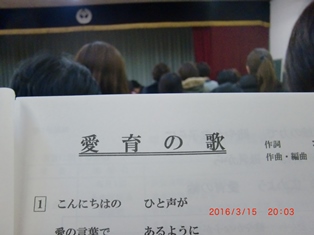 愛育の歌
作詞
作曲・編曲
1 こんにちはの ひと声が
愛の言葉で あるように
2016/3/15 20:03